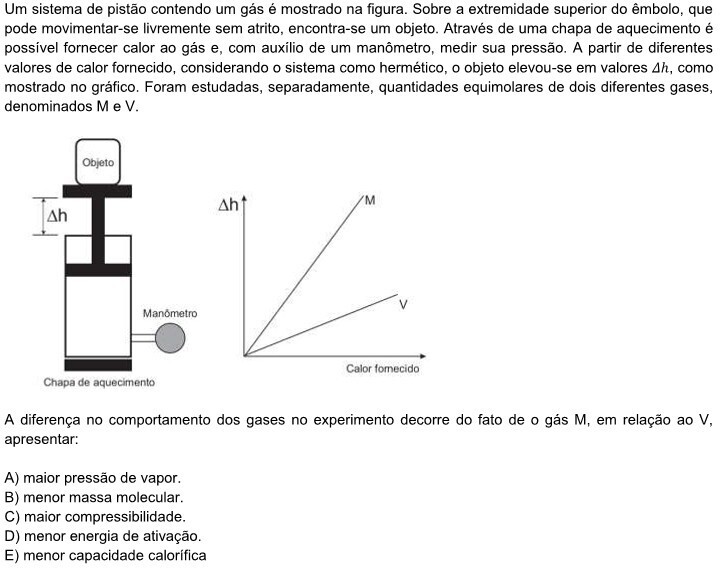 Um sistema de pistão contendo um gás é mostrado na figura. Sobre a extremidade superior do êmbolo, que
pode movimentar-se livremente sem atrito, encontra-se um objeto. Através de uma chapa de aquecimento é
possível fornecer calor ao gás e, com auxílio de um manômetro, medir sua pressão. A partir de diferentes
valores de calor fornecido, considerando o sistema como hermético, o objeto elevou-se em valores Δh, como
mostrado no gráfico. Foram estudadas, separadamente, quantidades equimolares de dois diferentes gases,
denominados M e V.
Objeto
Δh
Manômetro
Chapa de aquecimento
Δh
M
V
Calor fornecido
A diferença no comportamento dos gases no experimento decorre do fato de o gás M, em relação ao V,
apresentar:
A) maior pressão de vapor.
B) menor massa molecular.
C) maior compressibilidade.
D) menor energia de ativação.
E) menor capacidade calorífica